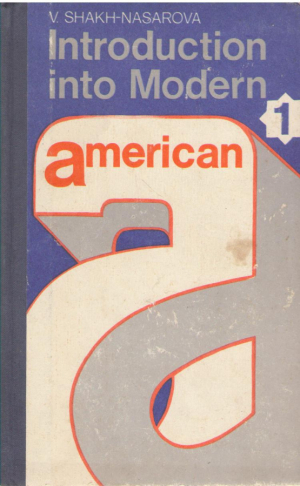 V. SHAKH-NASAROVA
Introduction
into Modern
1
american
a